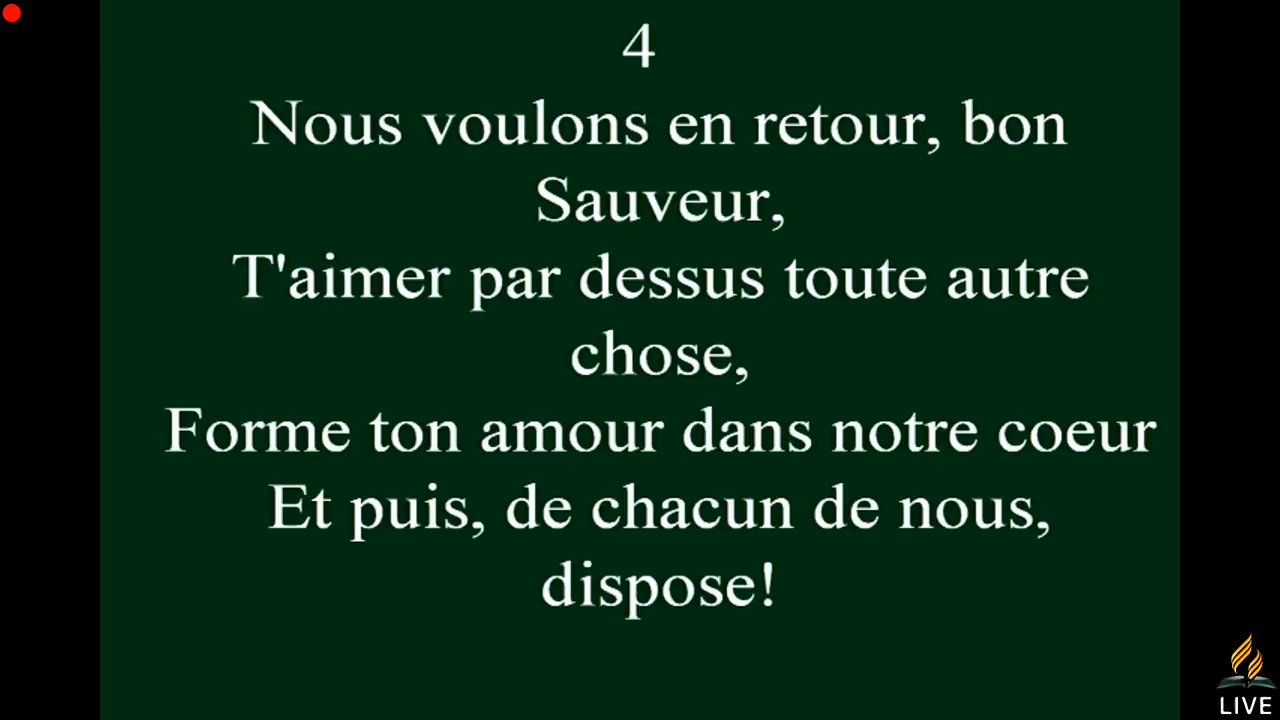 4
Nous voulons en retour, bon
Sauveur,
T'aimer par dessus toute autre
chose,
Forme ton amour dans notre coeur
Et puis, de chacun de nous,
dispose!
LIVE